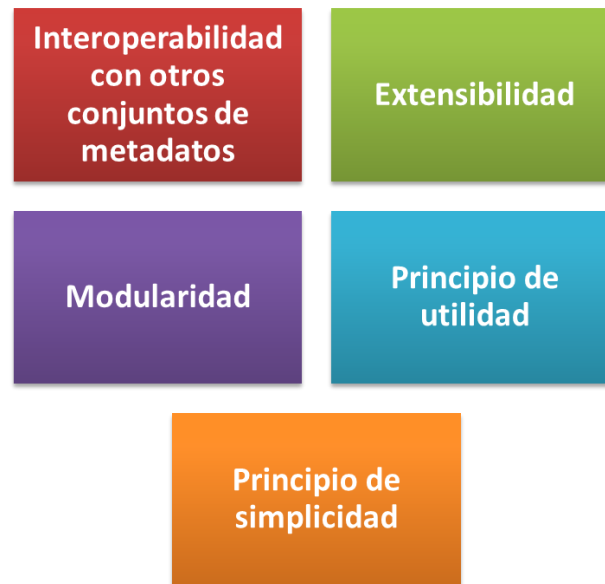 Interoperabilidad
con otros
conjuntos de
metadatos
Extensibilidad
Modularidad
Principio de
utilidad
Principio de
simplicidad